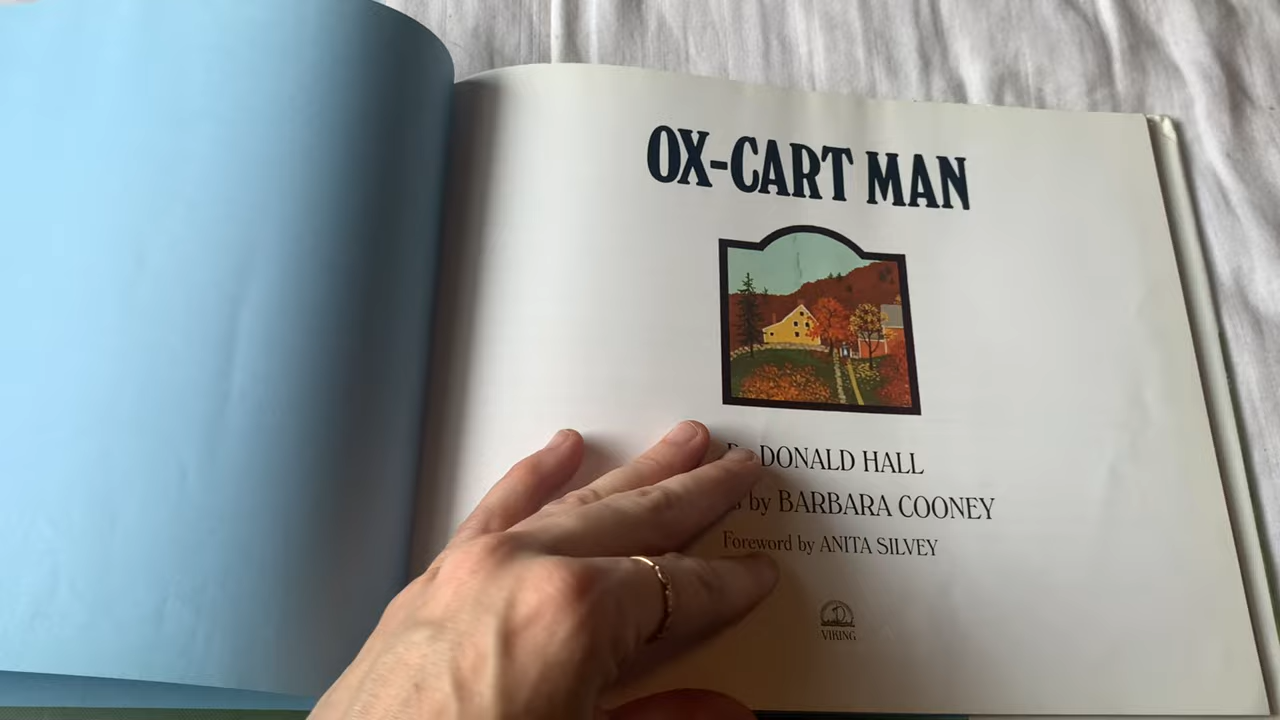 OX-CART MAN
DONALD HALL
by BARBARA COONEY
Foreword by ANITA SILVEY
VIKING